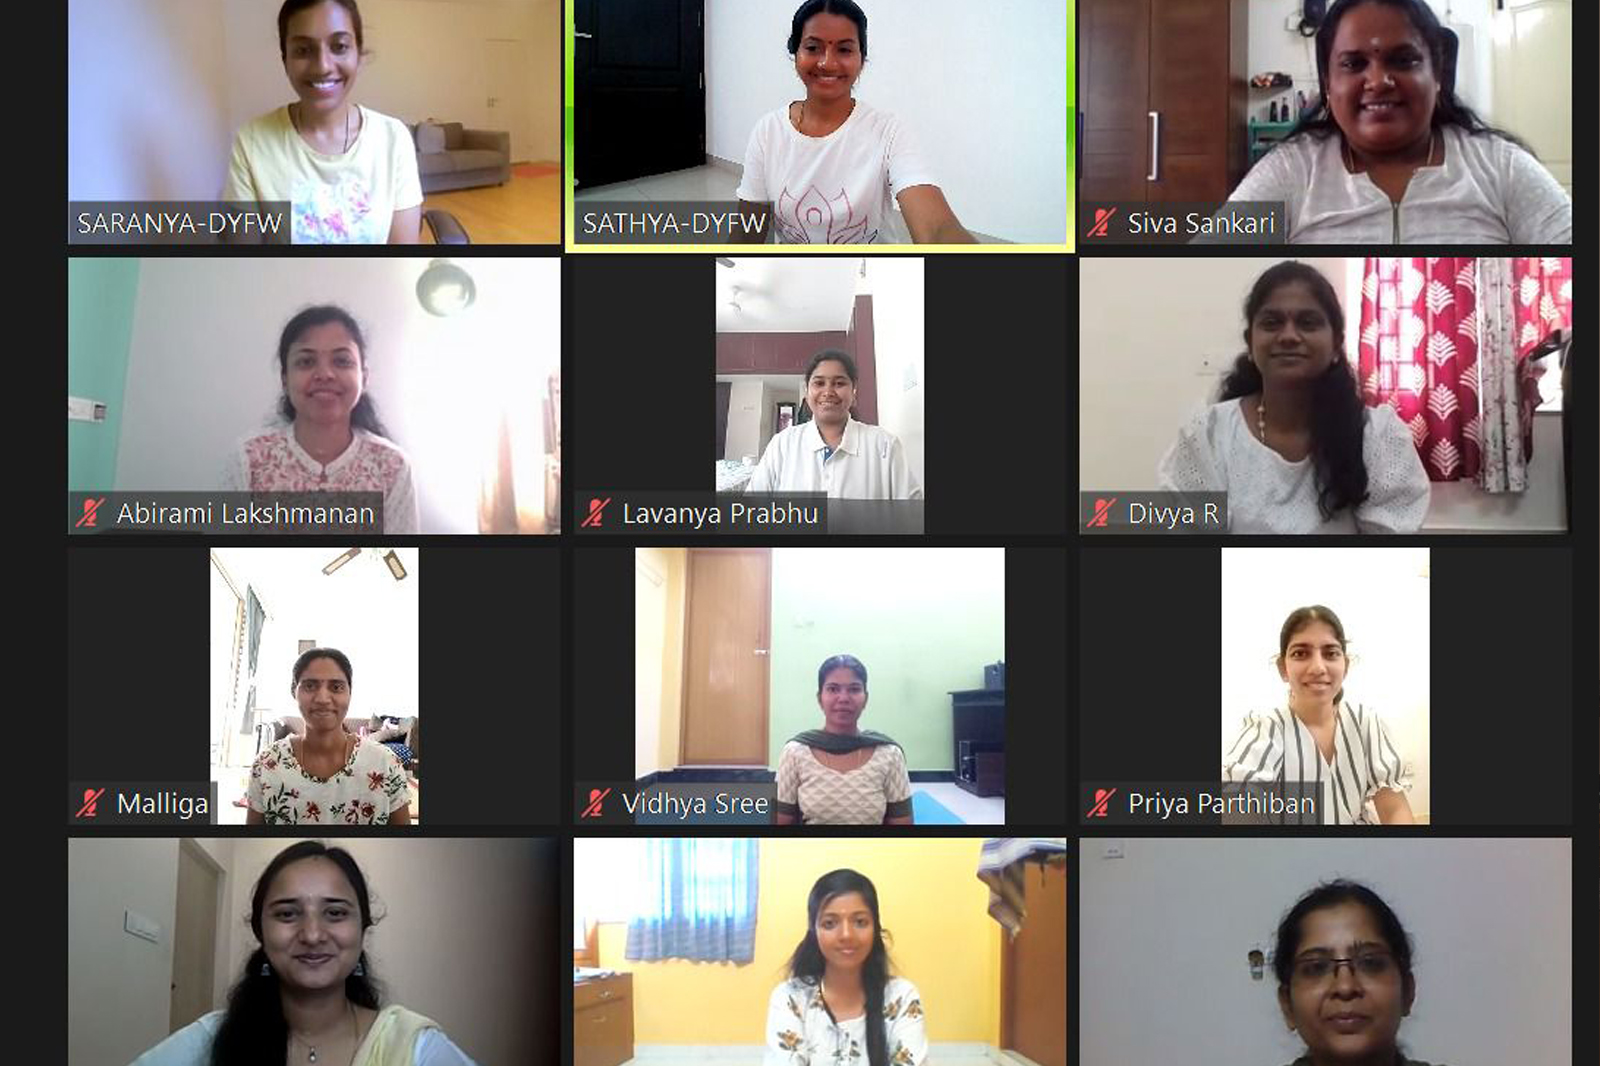 SARANYA-DYFW
SATHYA-DYFW
Siva Sankari
Abirami Lakshmanan
Lavanya Prabhu
Divya R
Malliga
Vidhya Sree
Priya Parthiban